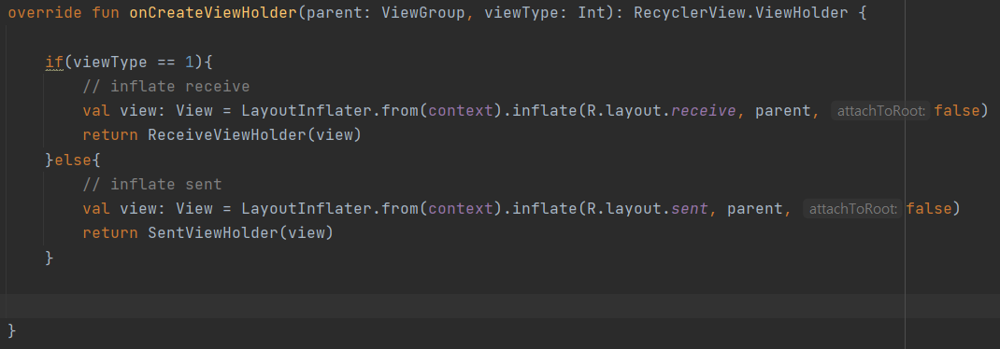 override fun onCreateViewHolder(parent: ViewGroup, viewType: Int): RecyclerView.ViewHolder {
if(viewType == 1){
// inflate receive
val view: View = LayoutInflater.from(context).inflate(R.layout.receive, parent, attachToRoot: false)
return ReceiveViewHolder(view)
}else{
// inflate sent
val view: View = LayoutInflater.from(context).inflate(R.layout.sent, parent, attachToRoot: false)
return SentViewHolder(view)
}
}